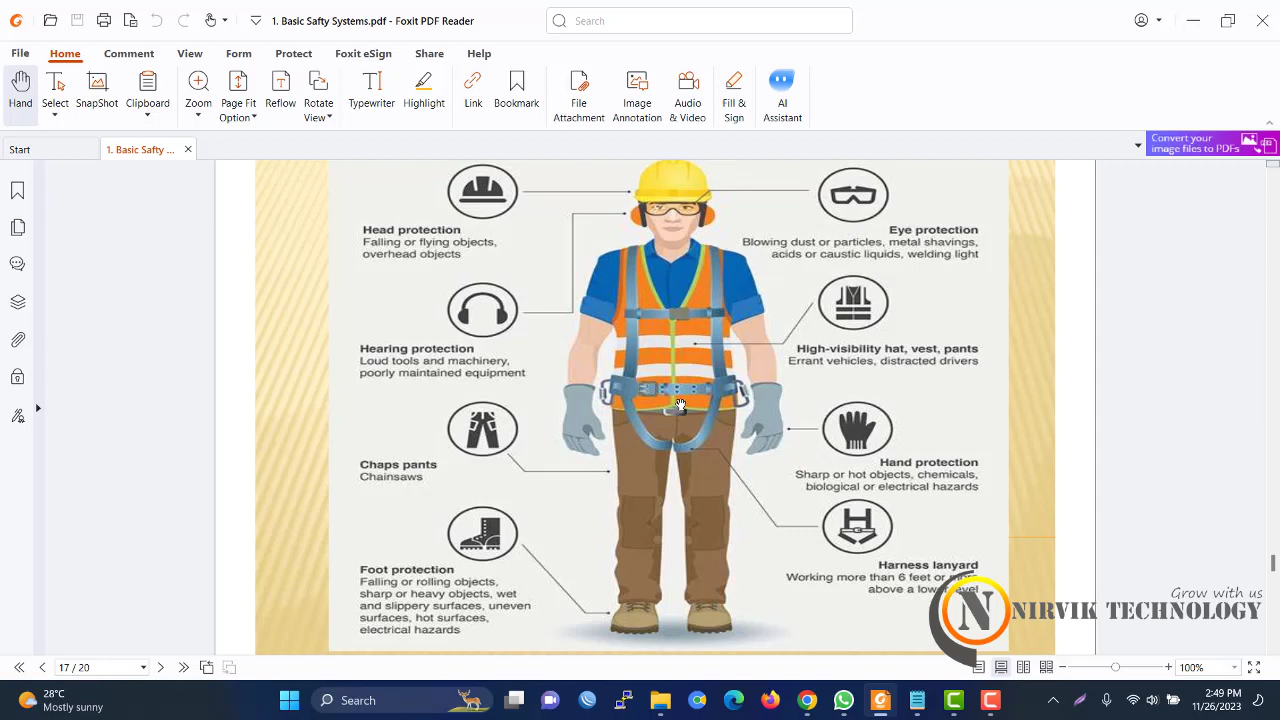 1. Basic Safty Systems.pdf - Foxit PDF Reader
Search
File Home Comment View Form Protect Foxit eSign Share Help
Hand Select SnapShot Clipboard Zoom Page Fit Option Reflow Rotate View Typewriter Highlight Link Bookmark File Attachment Image Annotation Audio & Video Fill & Sign AI Assistant
Start
1. Basic Safty ...
Convert your
image files to PDFs
Head protection
Falling or flying objects,
overhead objects
Eye protection
Blowing dust or particles, metal shavings,
acids or caustic liquids, welding light
Hearing protection
Loud tools and machinery,
poorly maintained equipment
High-visibility hat, vest, pants
Errant vehicles, distracted drivers
Chaps pants
Chainsaws
Hand protection
Sharp or hot objects, chemicals,
biological or electrical hazards
Foot protection
Falling or rolling objects,
sharp or heavy objects, wet
and slippery surfaces, uneven
surfaces, hot surfaces,
electrical hazards
Harness lanyard
Working more than 6 feet or more
above a lower level
Grow with us
N NIRVIK TECHNOLOGY
17 / 20
100%
28°C
Mostly sunny
Search
2:49 PM
11/26/2023